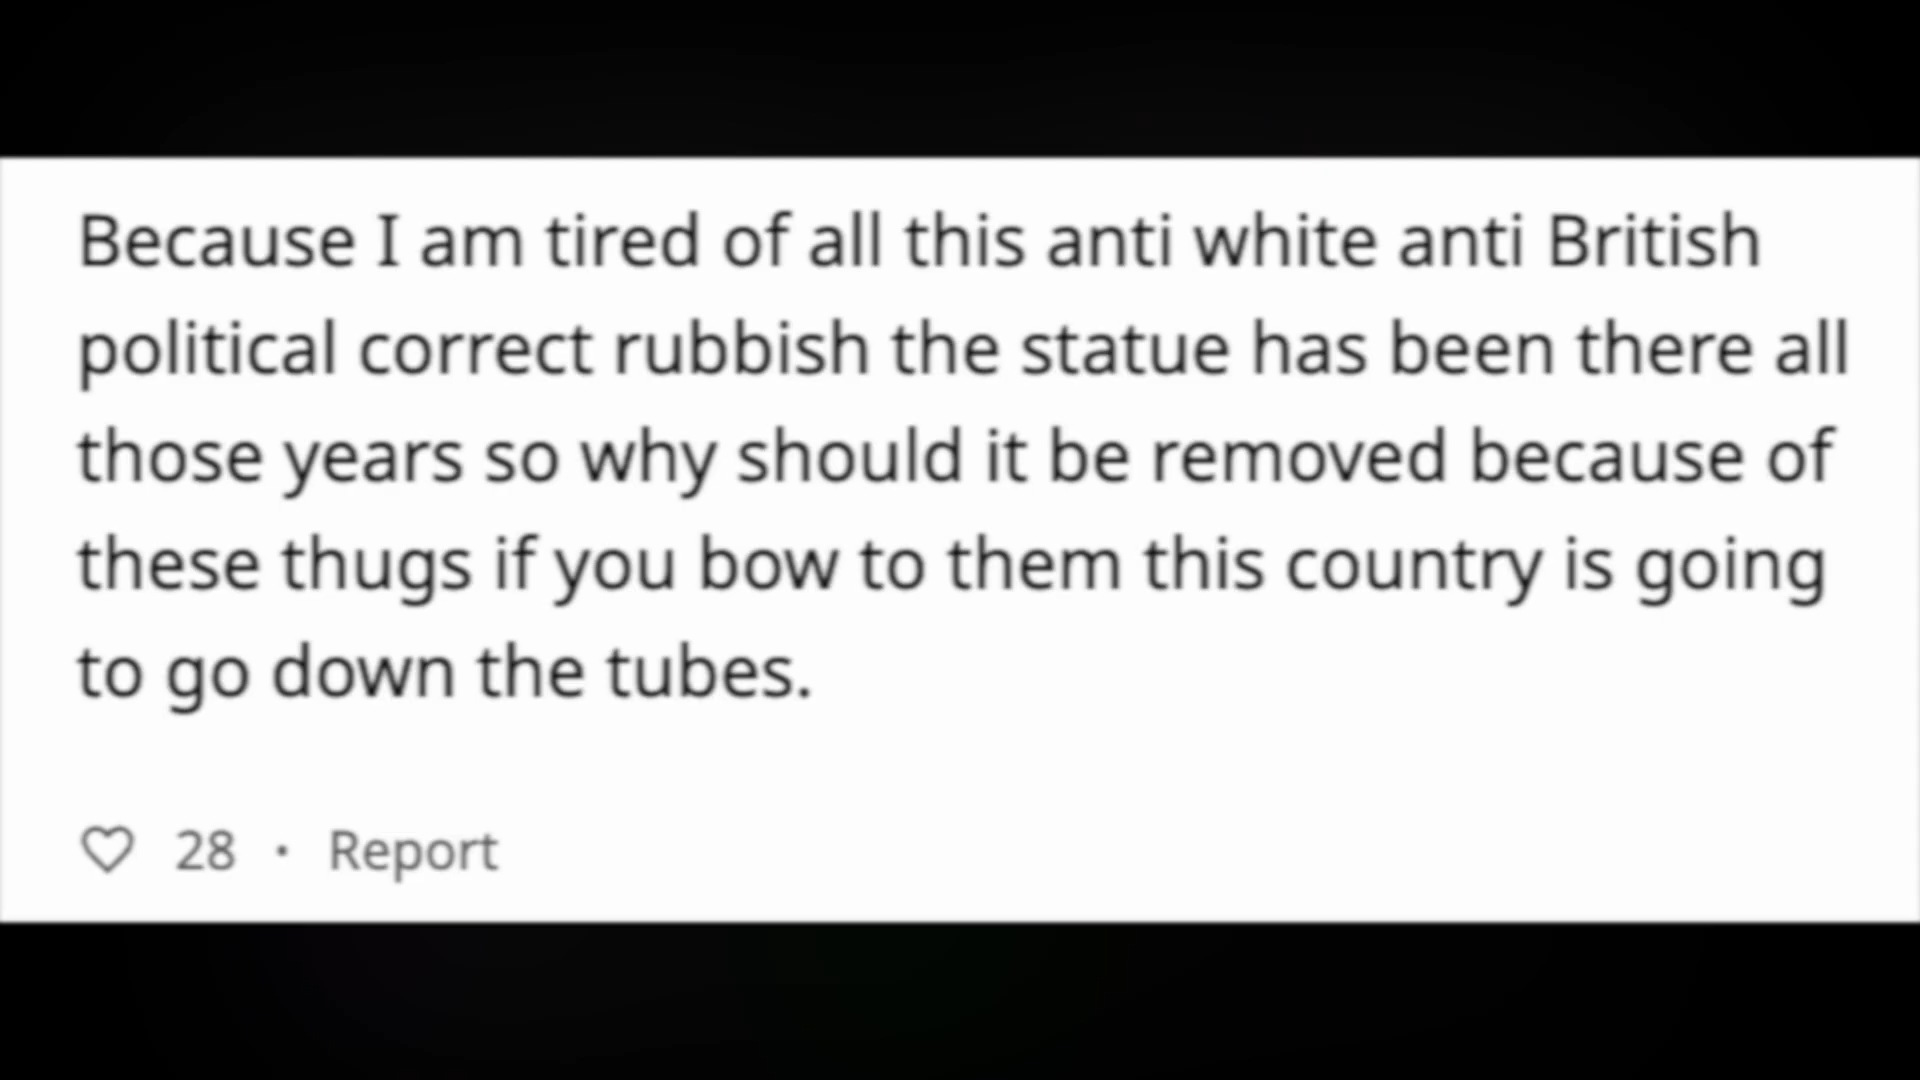 Because I am tired of all this anti white anti British
political correct rubbish the statue has been there all
those years so why should it be removed because of
these thugs if you bow to them this country is going
to go down the tubes.
28 · Report